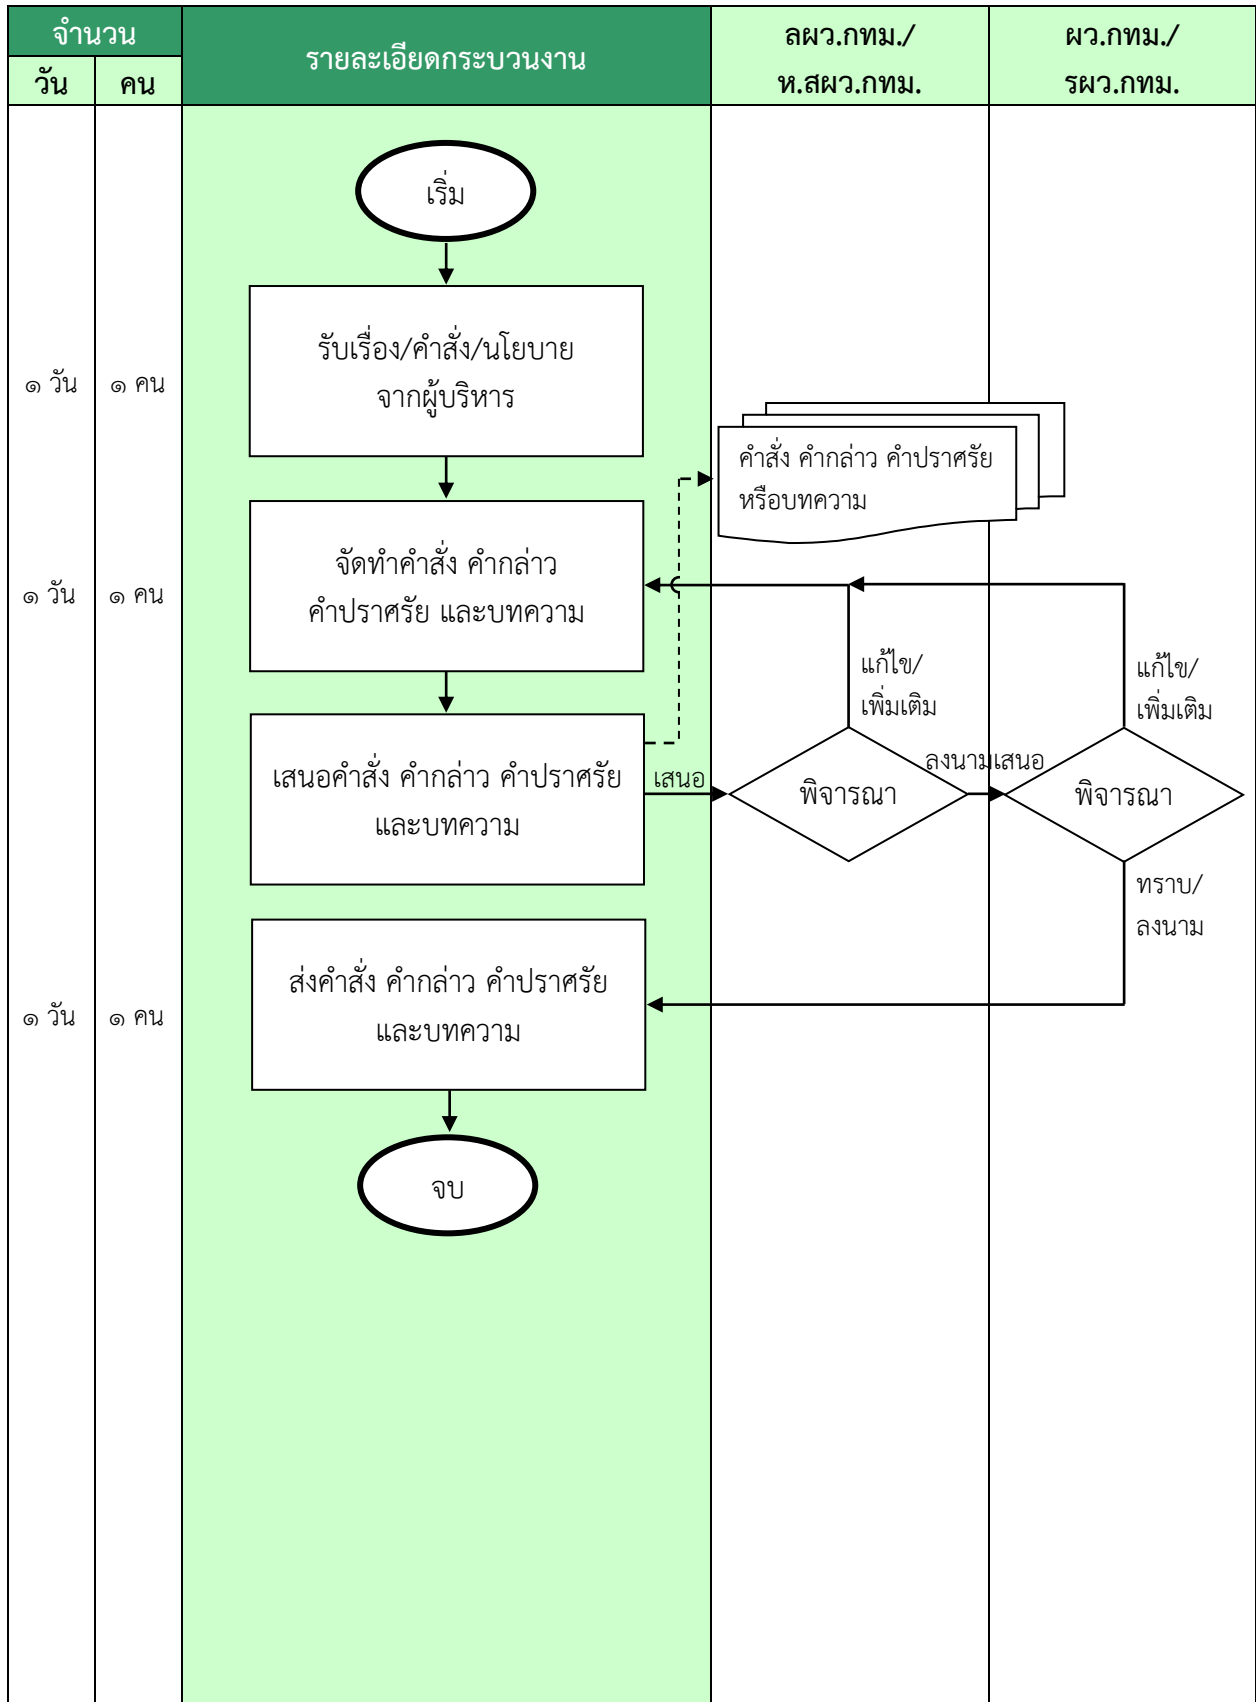 จำนวน
วัน
คน
รายละเอียดกระบวนงาน
ลผว.กทม./
ห.สผว.กทม.
ผว.กทม./
รผว.กทม.
เริ่ม
รับเรื่อง/คำสั่ง/นโยบาย
จากผู้บริหาร
๑ วัน
๑ คน
คำสั่ง คำกล่าว คำปราศรัย
หรือบทความ
จัดทำคำสั่ง คำกล่าว
คำปราศรัย และบทความ
๑ วัน
๑ คน
แก้ไข/
เพิ่มเติม
แก้ไข/
เพิ่มเติม
เสนอคำสั่ง คำกล่าว คำปราศรัย
และบทความ
เสนอ
พิจารณา
ลงนามเสนอ
พิจารณา
ทราบ/
ลงนาม
ส่งคำสั่ง คำกล่าว คำปราศรัย
และบทความ
๑ วัน
๑ คน
จบ